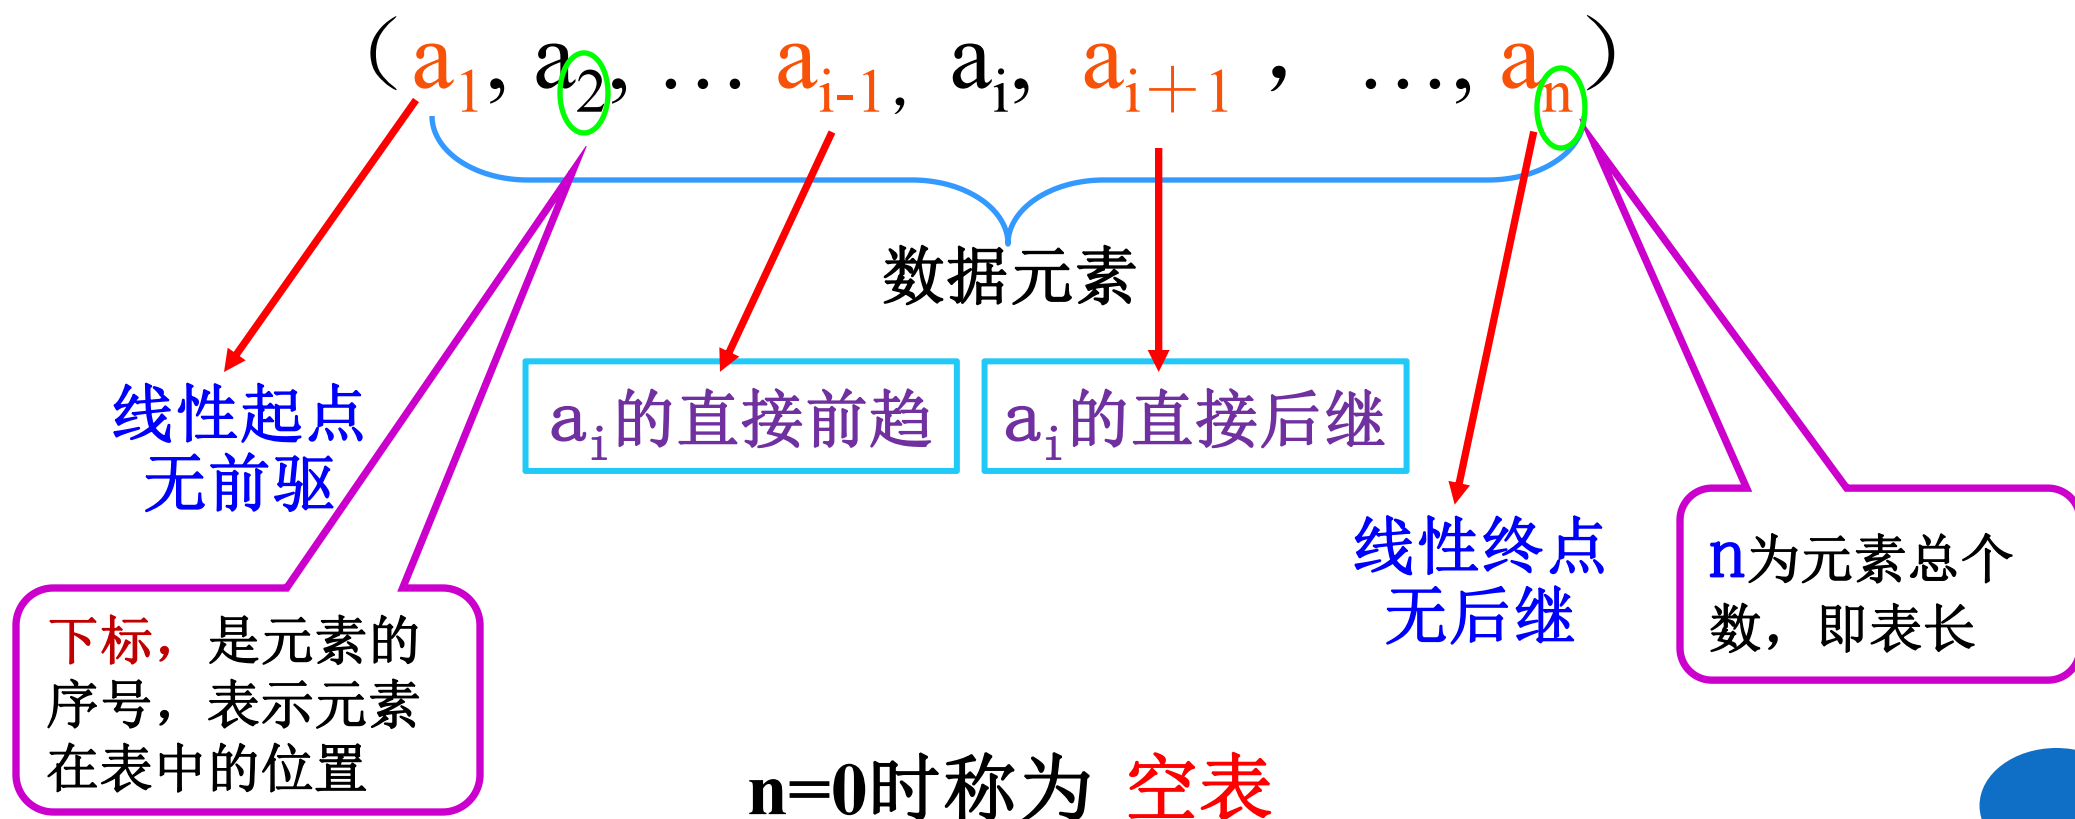 （a1, a2, … ai-1, ai, ai＋1 ， …, an）
数据元素
线性起点
无前驱
ai的直接前趋
ai的直接后继
线性终点
无后继
n为元素总个
数，即表长
下标，是元素的
序号，表示元素
在表中的位置
n=0时称为 空表